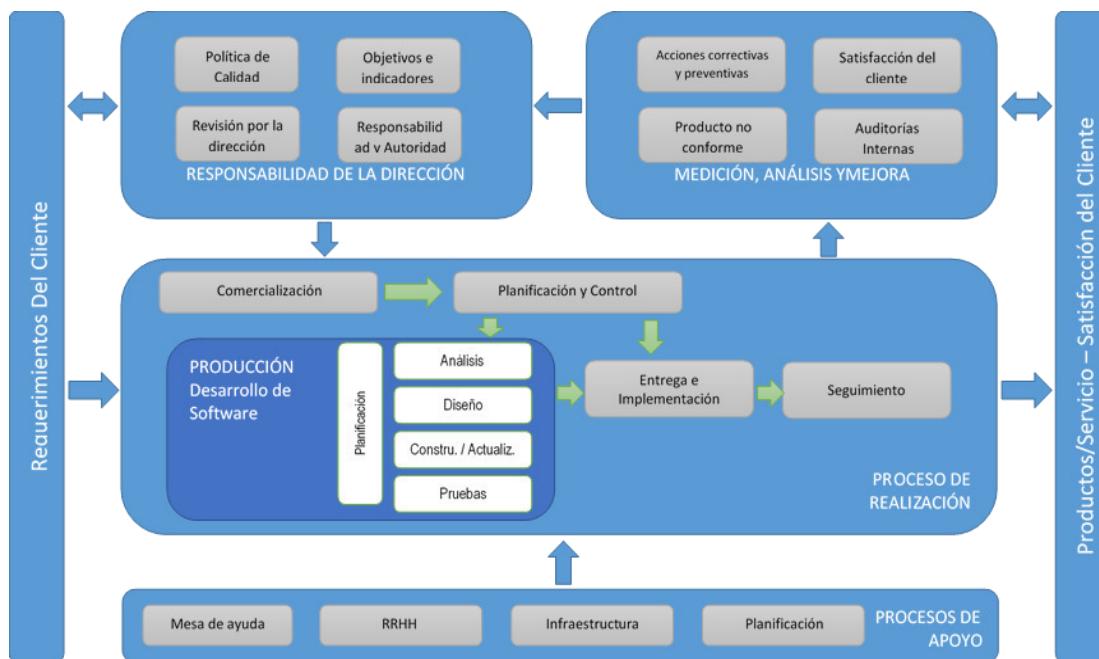 Requerimientos Del Cliente
Política de
Calidad
Objetivos e
indicadores
Revisión por la
dirección
Responsabilid
ad v Autoridad
RESPONSABILIDAD DE LA DIRECCIÓN
Acciones correctivas
y preventivas
Satisfacción del
cliente
Producto no
conforme
Auditorías
Internas
MEDICIÓN, ANÁLISIS YMEJORA
Comercialización
Planificación y Control
PRODUCCIÓN
Desarrollo de
Software
Planificación
Análisis
Diseño
Constru. / Actualiz.
Pruebas
Entrega e
Implementación
Seguimiento
PROCESO DE
REALIZACIÓN
Mesa de ayuda
RRHH
Infraestructura
Planificación
PROCESOS DE
APOYO
Productos/Servicio – Satisfacción del Cliente